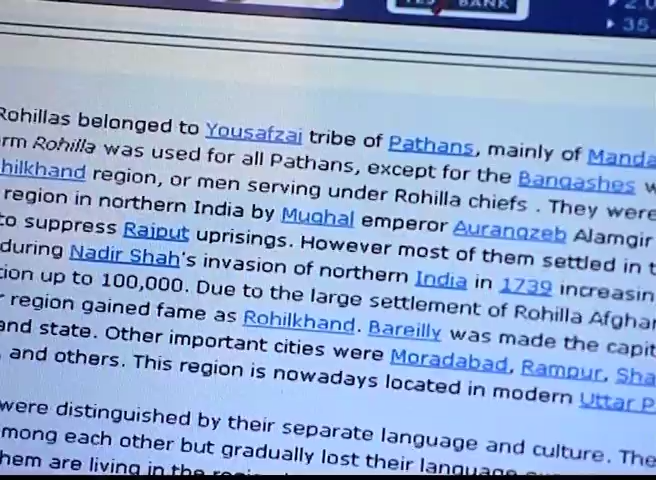 BANK
35.
Rohillas belonged to Yousafzai tribe of Pathans, mainly of Manda
rm Rohilla was used for all Pathans, except for the Bangashes w
hilkhand region, or men serving under Rohilla chiefs . They were
region in northern India by Mughal emperor Aurangzeb Alamgir
to suppress Rajput uprisings. However most of them settled in t
during Nadir Shah's invasion of northern India in 1739 increasin
ion up to 100,000. Due to the large settlement of Rohilla Afghan
r region gained fame as Rohilkhand. Bareilly was made the capit
and state. Other important cities were Moradabad, Rampur, Sha
, and others. This region is nowadays located in modern Uttar P
were distinguished by their separate language and culture. The
mong each other but gradually lost their language
hem are living in the